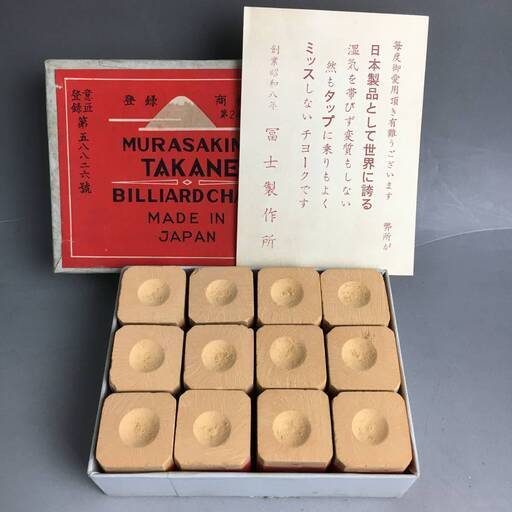 登録 商
意匠
登録 第五八八二六號
MURASAKIN
TAKANE
BILLIARD CHA
MADE IN
JAPAN
毎度御愛用頂き有難うございます
弊所が
日本製品として世界に誇る
湿気を帯びず変質もしない
然もタップに乗りもよく
ミッスしない チヨークです
創業昭和八年 冨士製作所